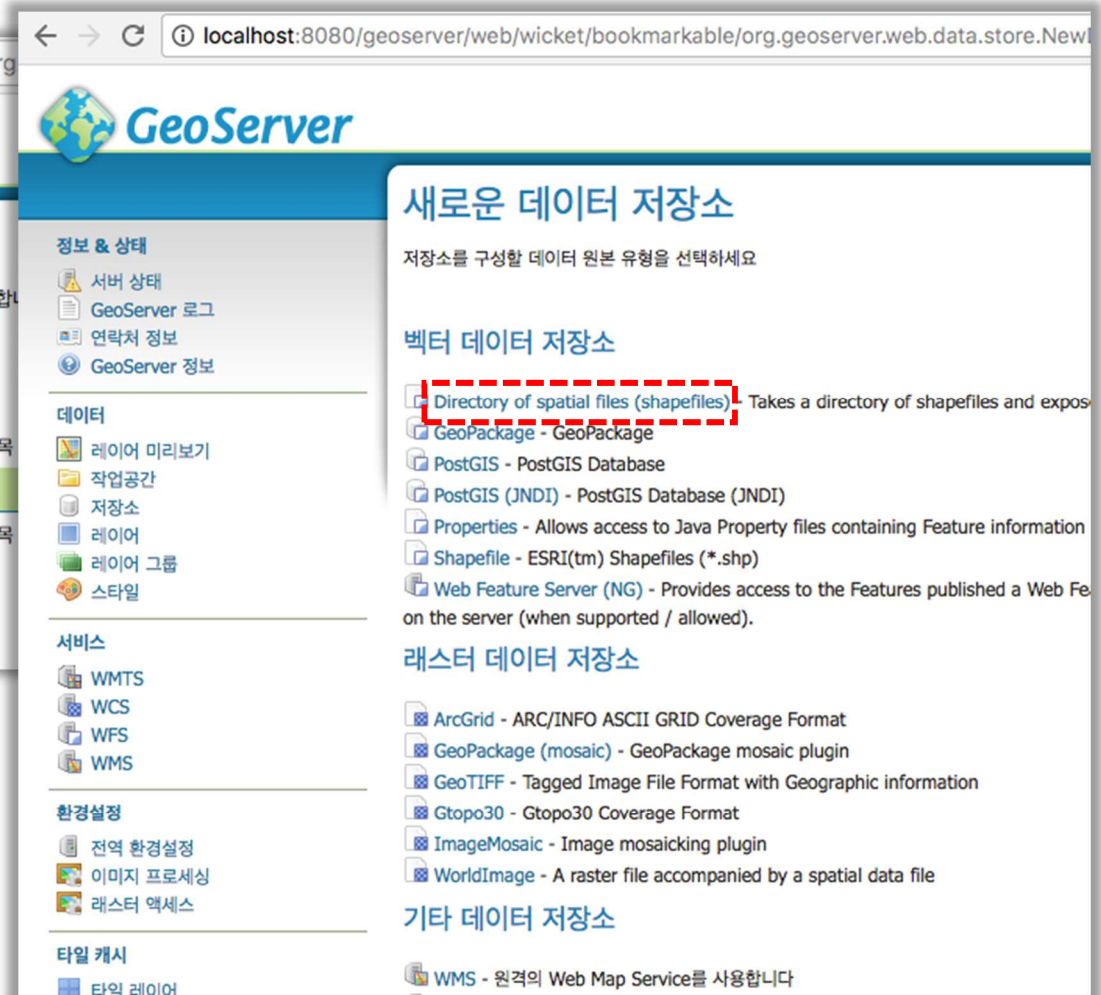 localhost:8080/geoserver/web/wicket/bookmarkable/org.geoserver.web.data.store.New
GeoServer
새로운 데이터 저장소
저장소를 구성할 데이터 원본 유형을 선택하세요
정보 & 상태
서버 상태
GeoServer 로그
연락처 정보
GeoServer 정보
데이터
레이어 미리보기
작업공간
저장소
레이어
레이어 그룹
스타일
서비스
WMTS
WCS
WFS
WMS
환경설정
전역 환경설정
이미지 프로세싱
래스터 액세스
타일 캐시
타일 레이어
벡터 데이터 저장소
Directory of spatial files (shapefiles) - Takes a directory of shapefiles and
GeoPackage - GeoPackage
PostGIS - PostGIS Database
PostGIS (JNDI) - PostGIS Database (JNDI)
Properties - Allows access to Java Property files containing Feature information
Shapefile - ESRI(tm) Shapefiles (*.shp)
Web Feature Server (NG) - Provides access to the Features published a Web
on the server (when supported / allowed).
래스터 데이터 저장소
ArcGrid - ARC/INFO ASCII GRID Coverage Format
GeoPackage (mosaic) - GeoPackage mosaic plugin
GeoTIFF - Tagged Image File Format with Geographic information
Gtopo30 - Gtopo30 Coverage Format
ImageMosaic - Image mosaicking plugin
WorldImage - A raster file accompanied by a spatial data file
기타 데이터 저장소
WMS - 원격의 Web Map Service를 사용합니다